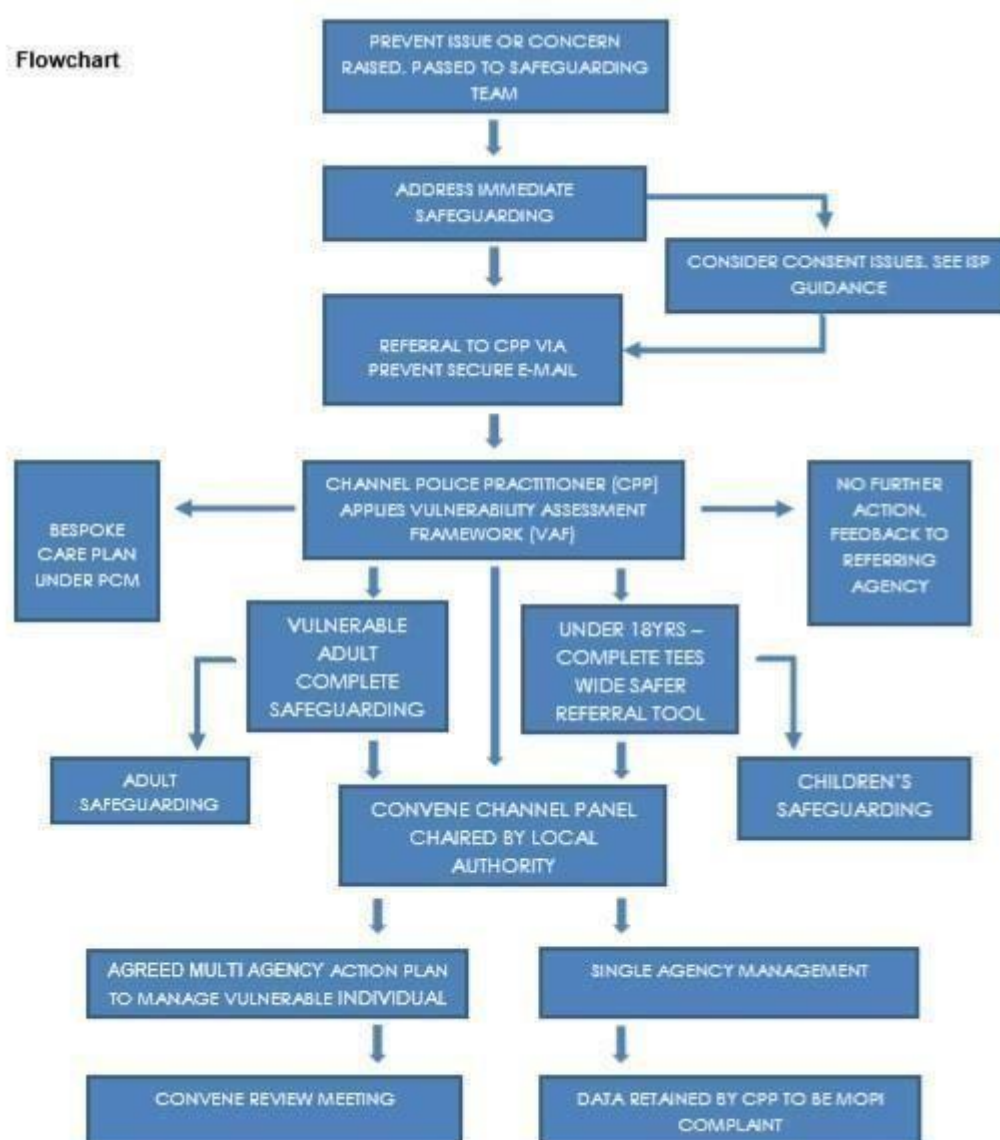 Flowchart
PREVENT ISSUE OR CONCERN
RAISED. PASSED TO SAFEGUARDING
TEAM
ADDRESS IMMEDIATE
SAFEGUARDING
CONSIDER CONSENT ISSUES. SEE ISP
GUIDANCE
REFERRAL TO CPP VIA
PREVENT SECURE E-MAIL
BESPOKE
CARE PLAN
UNDER PCM
CHANNEL POLICE PRACTITIONER (CPP)
APPLIES VULNERABILITY ASSESSMENT
FRAMEWORK (VAF)
NO FURTHER
ACTION.
FEEDBACK TO
REFERRING
AGENCY
VULNERABLE
ADULT
COMPLETE
SAFEGUARDING
UNDER 18YRS –
COMPLETE TEES
WIDE SAFER
REFERRAL TOOL
ADULT
SAFEGUARDING
CONVENE CHANNEL PANEL
CHAIRED BY LOCAL
AUTHORITY
CHILDREN'S
SAFEGUARDING
AGREED MULTI AGENCY ACTION PLAN
TO MANAGE VULNERABLE INDIVIDUAL
SINGLE AGENCY MANAGEMENT
CONVENE REVIEW MEETING
DATA RETAINED BY CPP TO BE MOPI
COMPLAINT